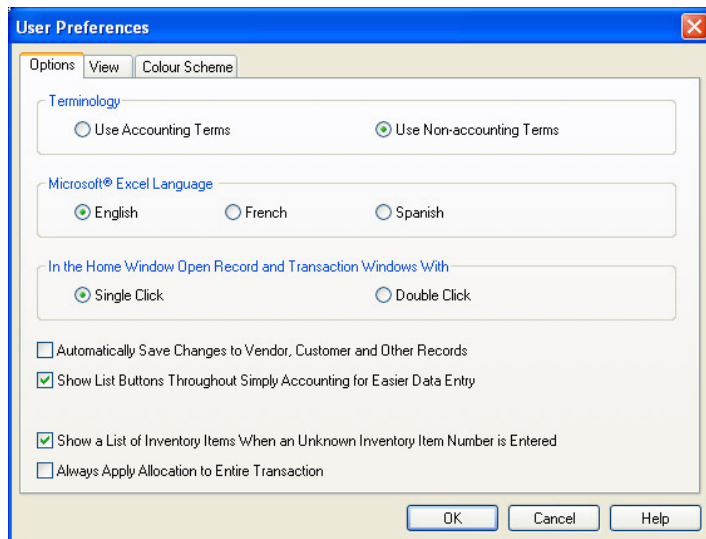 User Preferences
Options View Colour Scheme
Terminology
Use Accounting Terms Use Non-accounting Terms
Microsoft® Excel Language
English French Spanish
In the Home Window Open Record and Transaction Windows With
Single Click Double Click
Automatically Save Changes to Vendor, Customer and Other Records
Show List Buttons Throughout Simply Accounting for Easier Data Entry
Show a List of Inventory Items When an Unknown Inventory Item Number is Entered
Always Apply Allocation to Entire Transaction
OK Cancel Help